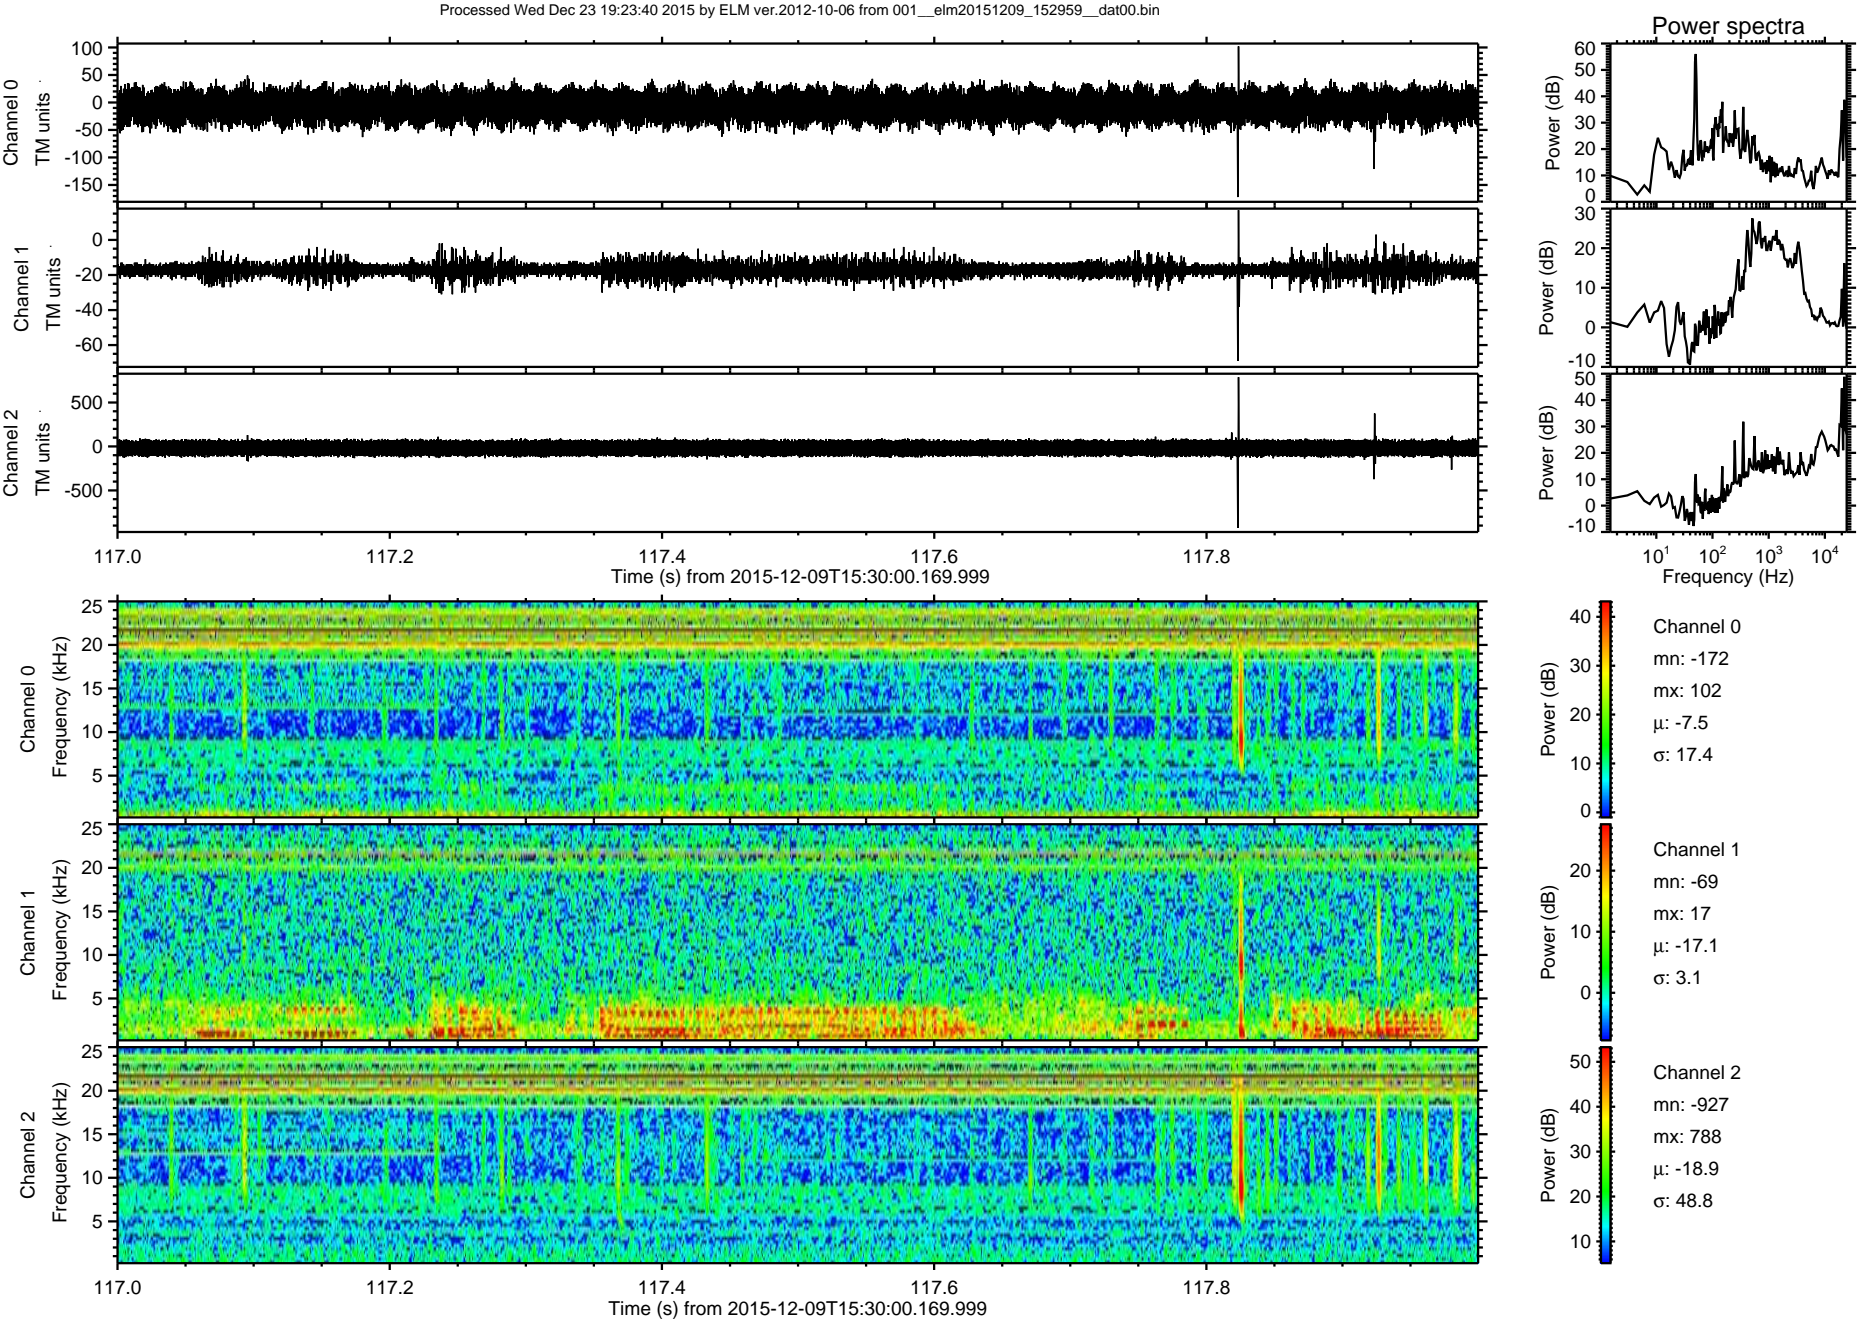 Processed Wed Dec 23 19:23:40 2015 by ELM ver.2012-10-06 from 001__elm20151209_152959__dat00.bin
Power spectra
Channel 0
TM units
100
50
0
-50
-100
-150
Power (dB)
60
50
40
30
20
10
0
Channel 1
TM units
0
-20
-40
-60
Power (dB)
30
20
10
0
-10
Channel 2
TM units
500
0
-500
Power (dB)
50
40
30
20
10
0
-10
117.0 117.2 117.4 117.6 117.8
Time (s) from 2015-12-09T15:30:00.169.999
10¹ 10² 10³ 10⁴
Frequency (Hz)
Channel 0
Frequency (kHz)
25
20
15
10
5
Power (dB)
40
30
20
10
0
Channel 0
mn: -172
mx: 102
μ: -7.5
σ: 17.4
Channel 1
Frequency (kHz)
25
20
15
10
5
Power (dB)
20
10
0
Channel 1
mn: -69
mx: 17
μ: -17.1
σ: 3.1
Channel 2
Frequency (kHz)
25
20
15
10
5
Power (dB)
50
40
30
20
10
Channel 2
mn: -927
mx: 788
μ: -18.9
σ: 48.8
117.0 117.2 117.4 117.6 117.8
Time (s) from 2015-12-09T15:30:00.169.999